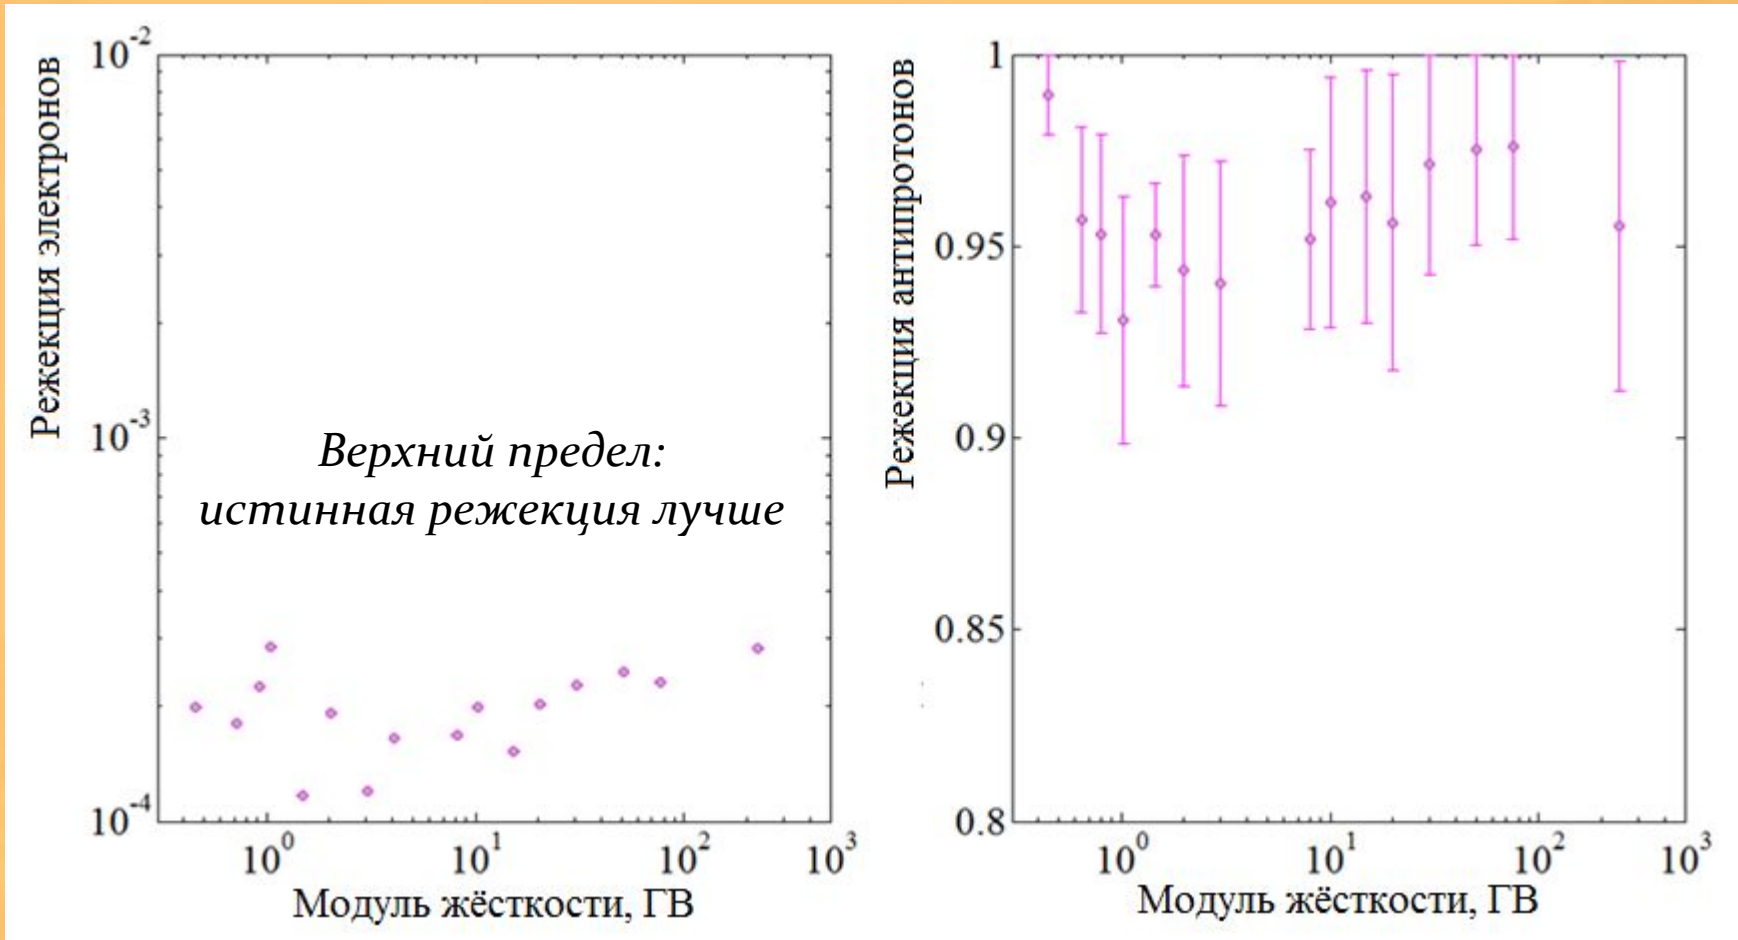 Режекция электронов
10^-2
10^-3
10^-4
Верхний предел:
истинная режекция лучше
10^0 10^1 10^2 10^3
Модуль жёсткости, ГВ
Режекция антипротонов
1
0.95
0.9
0.85
0.8
10^0 10^1 10^2 10^3
Модуль жёсткости, ГВ